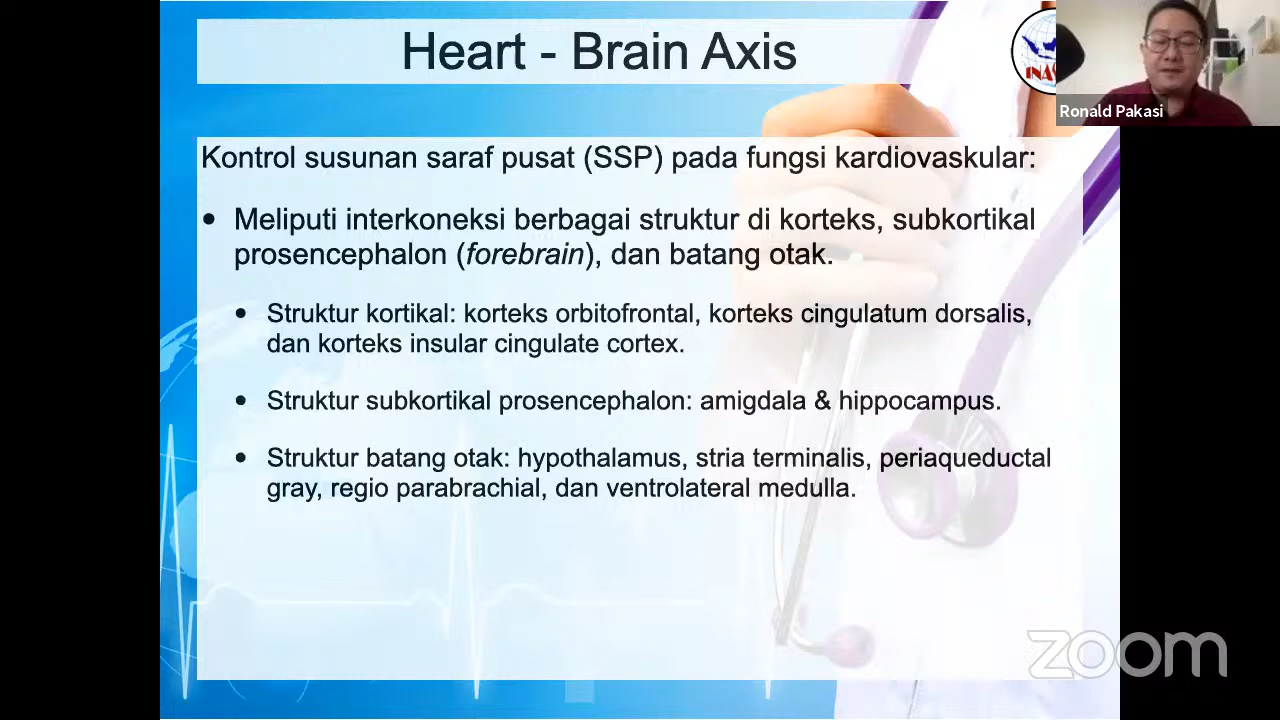 Heart - Brain Axis
Ronald Pakasi
Kontrol susunan saraf pusat (SSP) pada fungsi kardiovaskular:
• Meliputi interkoneksi berbagai struktur di korteks, subkortikal
prosencephalon (forebrain), dan batang otak.
• Struktur kortikal: korteks orbitofrontal, korteks cingulatum dorsalis,
dan korteks insular cingulate cortex.
• Struktur subkortikal prosencephalon: amigdala & hippocampus.
• Struktur batang otak: hypothalamus, stria terminalis, periaqueductal
gray, regio parabrachial, dan ventrolateral medulla.
zoom